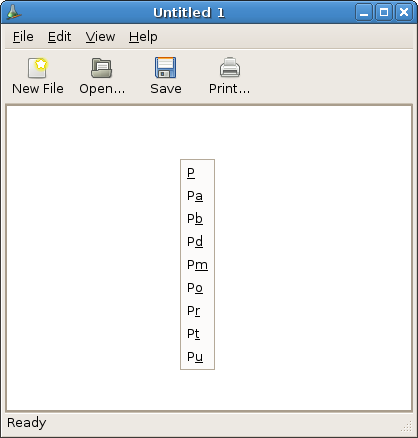 Untitled 1
File Edit View Help
New File Open... Save Print...
P
Pa
Pb
Pd
Pm
Po
Pr
Pt
Pu
Ready